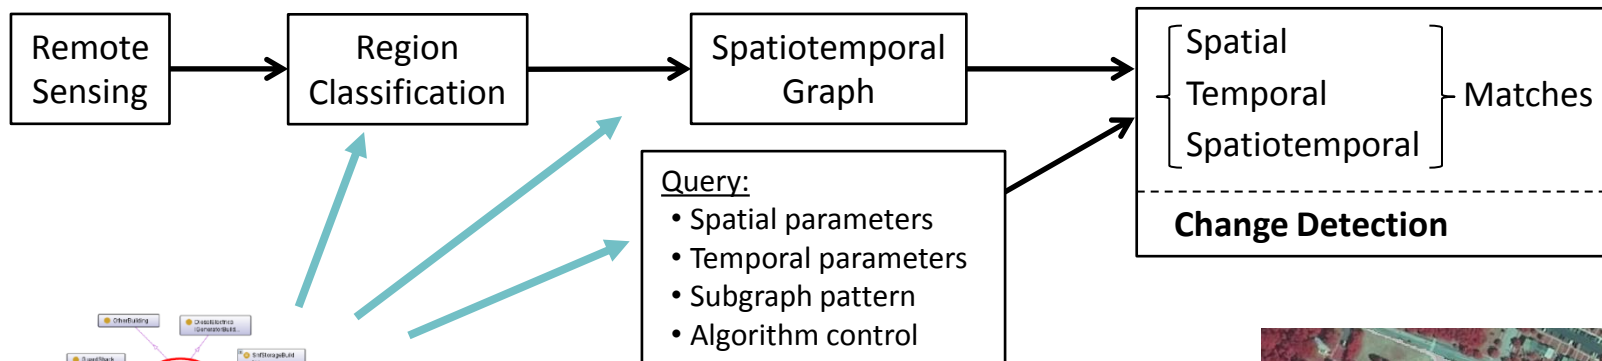 Remote
Sensing
Region
Classification
Spatiotemporal
Graph
Spatial
Temporal
Spatiotemporal
Matches
Change Detection
Query:
• Spatial parameters
• Temporal parameters
• Subgraph pattern
• Algorithm control
OtherBuilding